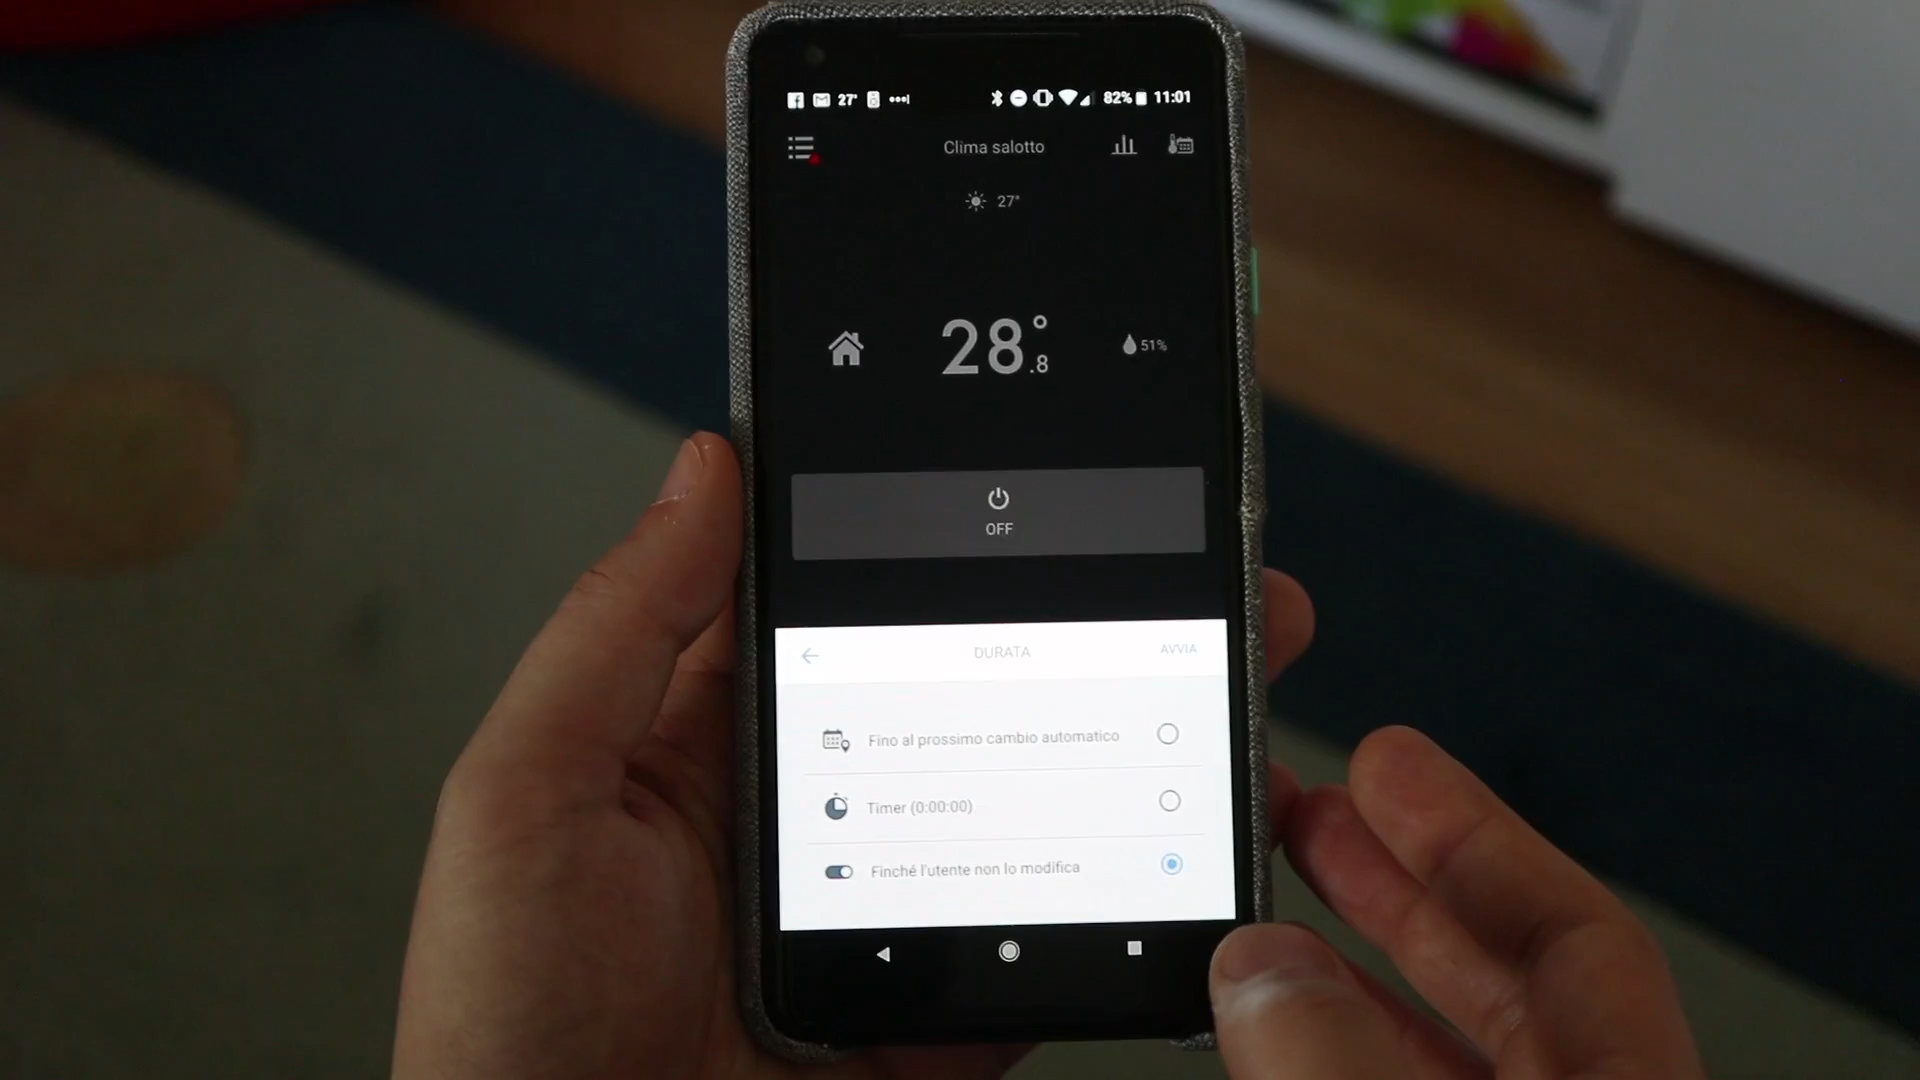 27° 82% 11:01
Clima salotto
27°
28.8°
51%
OFF
DURATA AVVIA
Fino al prossimo cambio automatico
Timer (0:00:00)
Finché l'utente non lo modifica